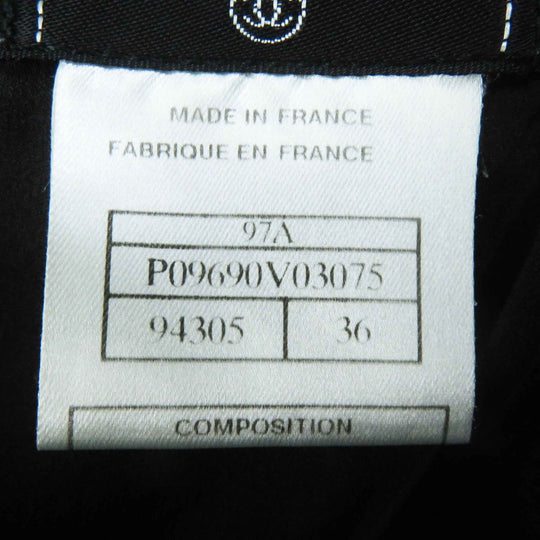 MADE IN FRANCE
FABRIQUE EN FRANCE
97A
P09690V03075
94305 36
COMPOSITION